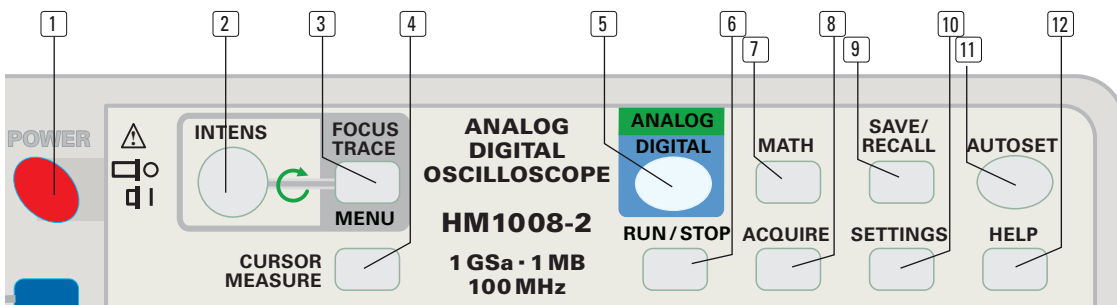 1 2 3 4 5 6 7 8 9 10 11 12
POWER
INTENS
FOCUS
TRACE
MENU
CURSOR
MEASURE
ANALOG
DIGITAL
OSCILLOSCOPE
HM1008-2
1 GSa · 1 MB
100 MHz
ANALOG
DIGITAL
RUN / STOP
MATH
ACQUIRE
SAVE/
RECALL
SETTINGS
AUTOSET
HELP